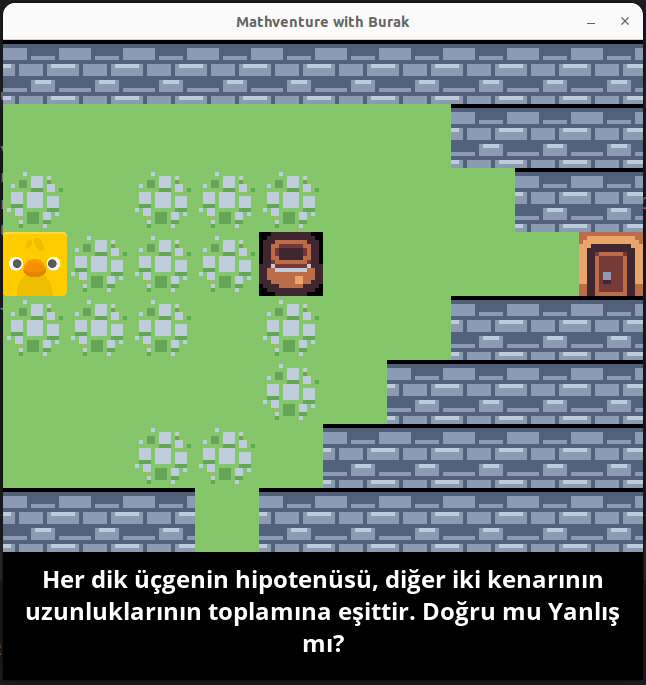 Mathventure with Burak
Her dik üçgenin hipotenüsü, diğer iki kenarının
uzunluklarının toplamına eşittir. Doğru mu Yanlış
mı?